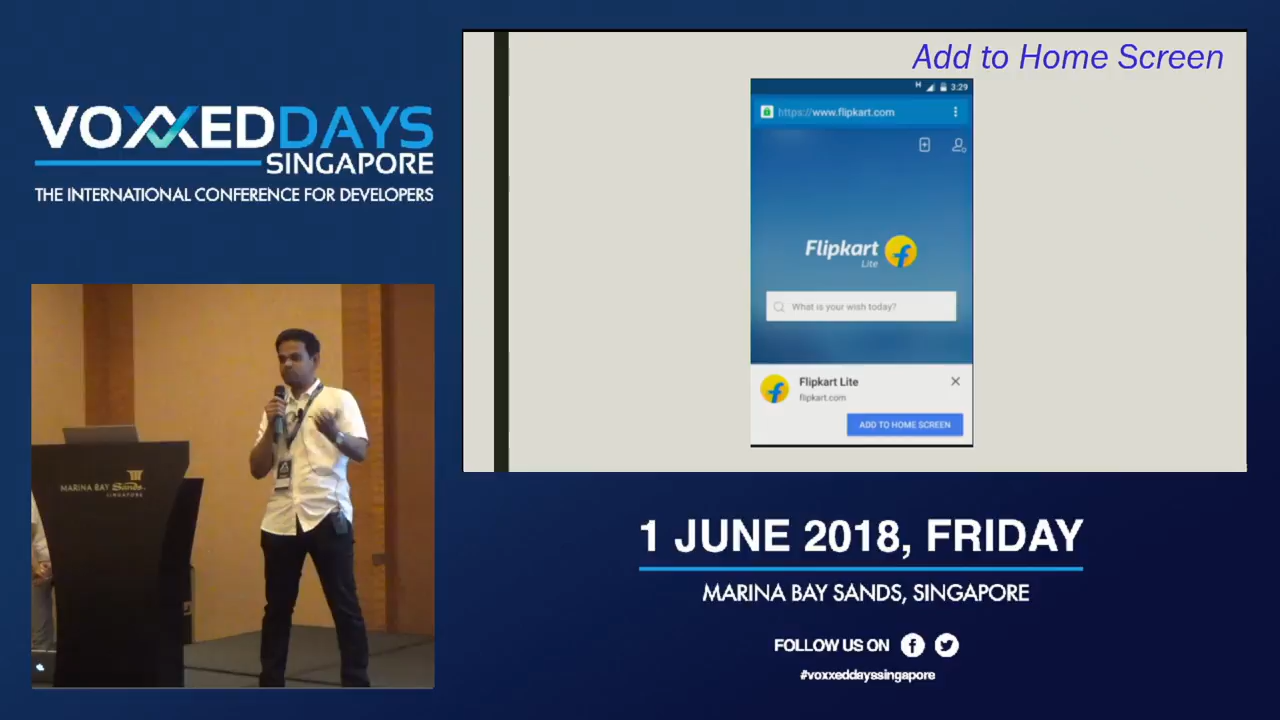 VOXXEDDAYS
SINGAPORE
THE INTERNATIONAL CONFERENCE FOR DEVELOPERS
MARINA BAY Sands
SINGAPORE
Add to Home Screen
H 3:29
https://www.flipkart.com
Flipkart
Lite
What is your wish today?
Flipkart Lite
flipkart.com
ADD TO HOME SCREEN
1 JUNE 2018, FRIDAY
MARINA BAY SANDS, SINGAPORE
FOLLOW US ON
#voxxeddayssingapore